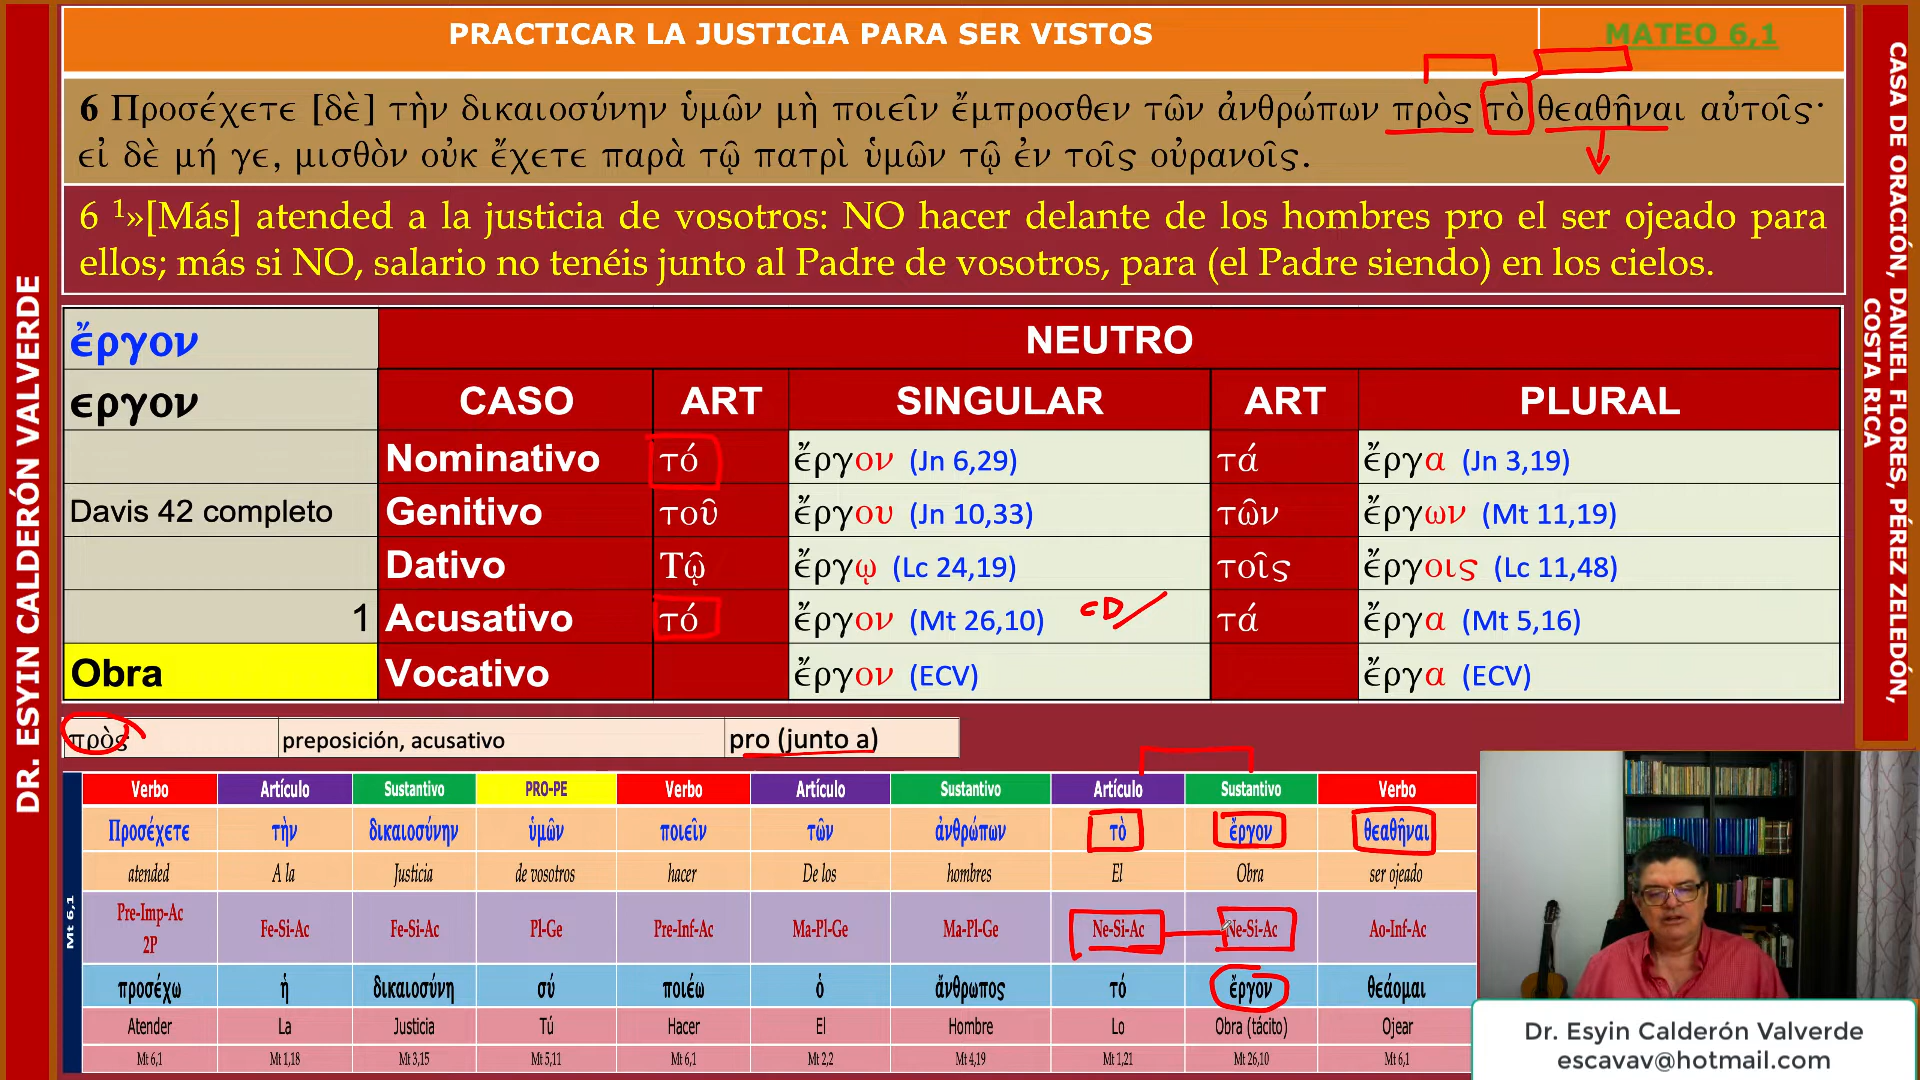 PRACTICAR LA JUSTICIA PARA SER VISTOS
MATEO 6,1
6 Προσέχετε [δὲ] τὴν δικαιοσύνην ὑμῶν μὴ ποιεῖν ἔμπροσθεν τῶν ἀνθρώπων πρὸς τὸ θεαθῆναι αὐτοῖς·
εἰ δὲ μή γε, μισθὸν οὐκ ἔχετε παρὰ τῷ πατρὶ ὑμῶν τῷ ἐν τοῖς οὐρανοῖς.
6 1»[Más] atended a la justicia de vosotros: NO hacer delante de los hombres pro el ser ojeado para
ellos; más si NO, salario no tenéis junto al Padre de vosotros, para (el Padre siendo) en los cielos.
ἔργον NEUTRO
εργον CASO ART SINGULAR ART PLURAL
Nominativo τό ἔργον (Jn 6,29) τά ἔργα (Jn 3,19)
Davis 42 completo Genitivo τοῦ ἔργου (Jn 10,33) τῶν ἔργων (Mt 11,19)
Dativo Τῷ ἔργῳ (Lc 24,19) τοῖς ἔργοις (Lc 11,48)
1 Acusativo τό ἔργον (Mt 26,10) CD τά ἔργα (Mt 5,16)
Obra Vocativo ἔργον (ECV) ἔργα (ECV)
πρὸς preposición, acusativo pro (junto a)
Verbo Artículo Sustantivo PRO-PE Verbo Artículo Sustantivo Artículo Sustantivo Verbo
Προσέχετε τὴν δικαιοσύνην ὑμῶν ποιεῖν τῶν ἀνθρώπων τὸ ἔργον θεαθῆναι
atended A la Justicia de vosotros hacer De los hombres El Obra ser ojeado
Pre-Imp-Ac 2P Fe-Si-Ac Fe-Si-Ac Pl-Ge Pre-Inf-Ac Ma-Pl-Ge Ma-Pl-Ge Ne-Si-Ac Ne-Si-Ac Ao-Inf-Ac
προσέχω ἡ δικαιοσύνη σύ ποιέω ὁ ἄνθρωπος τό ἔργον θεάομαι
Atender La Justicia Tú Hacer El Hombre Lo Obra (tácito) Ojear
Mt 6,1 Mt 1,18 Mt 3,15 Mt 5,11 Mt 6,1 Mt 2,2 Mt 4,19 Mt 1,21 Mt 26,10 Mt 6,1
Mt 6,1
DR. ESYIN CALDERÓN VALVERDE
CASA DE ORACIÓN, DANIEL FLORES, PÉREZ ZELEDÓN,
COSTA RICA
Dr. Esyin Calderón Valverde
escavav@hotmail.com